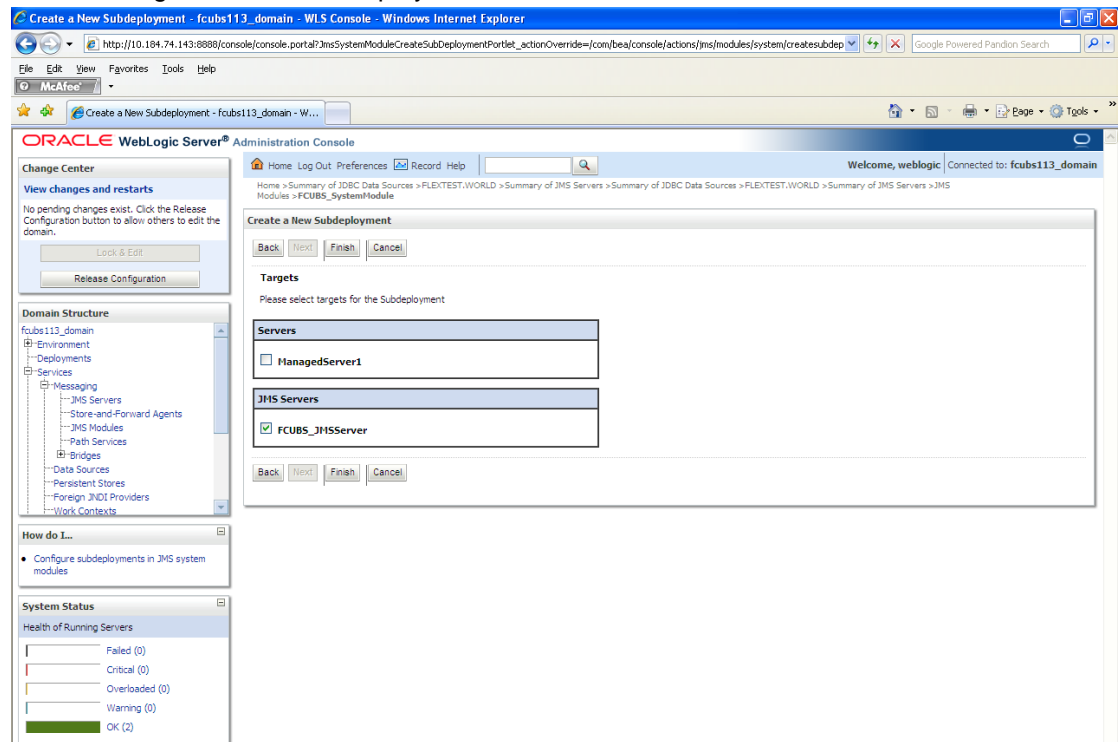 Create a New Subdeployment - fcubs113_domain - WLS Console - Windows Internet Explorer
http://10.184.74.143:8888/console/console.portal?JmsSystemModuleCreateSubDeploymentPortlet_actionOverride=/com/bea/console/actions/jms/modules/system/createsubdep
Google Powered Pandion Search
File Edit View Favorites Tools Help
McAfee
Create a New Subdeployment - fcubs113_domain - W...
Page Tools
ORACLE WebLogic Server® Administration Console
Change Center
View changes and restarts
No pending changes exist. Click the Release
Configuration button to allow others to edit the
domain.
Lock & Edit
Release Configuration
Domain Structure
fcubs113_domain
Environment
Deployments
Services
Messaging
JMS Servers
Store-and-Forward Agents
JMS Modules
Path Services
Bridges
Data Sources
Persistent Stores
Foreign JNDI Providers
Work Contexts
How do I...
Configure subdeployments in JMS system
modules
System Status
Health of Running Servers
Failed (0)
Critical (0)
Overloaded (0)
Warning (0)
OK (2)
Home Log Out Preferences Record Help
Welcome, weblogic Connected to: fcubs113_domain
Home >Summary of JDBC Data Sources >FLEXTEST.WORLD >Summary of JMS Servers >Summary of JDBC Data Sources >FLEXTEST.WORLD >Summary of JMS Servers >JMS
Modules >FCUBS_SystemModule
Create a New Subdeployment
Back Next Finish Cancel
Targets
Please select targets for the Subdeployment
Servers
ManagedServer1
JMS Servers
FCUBS_JMSServer
Back Next Finish Cancel